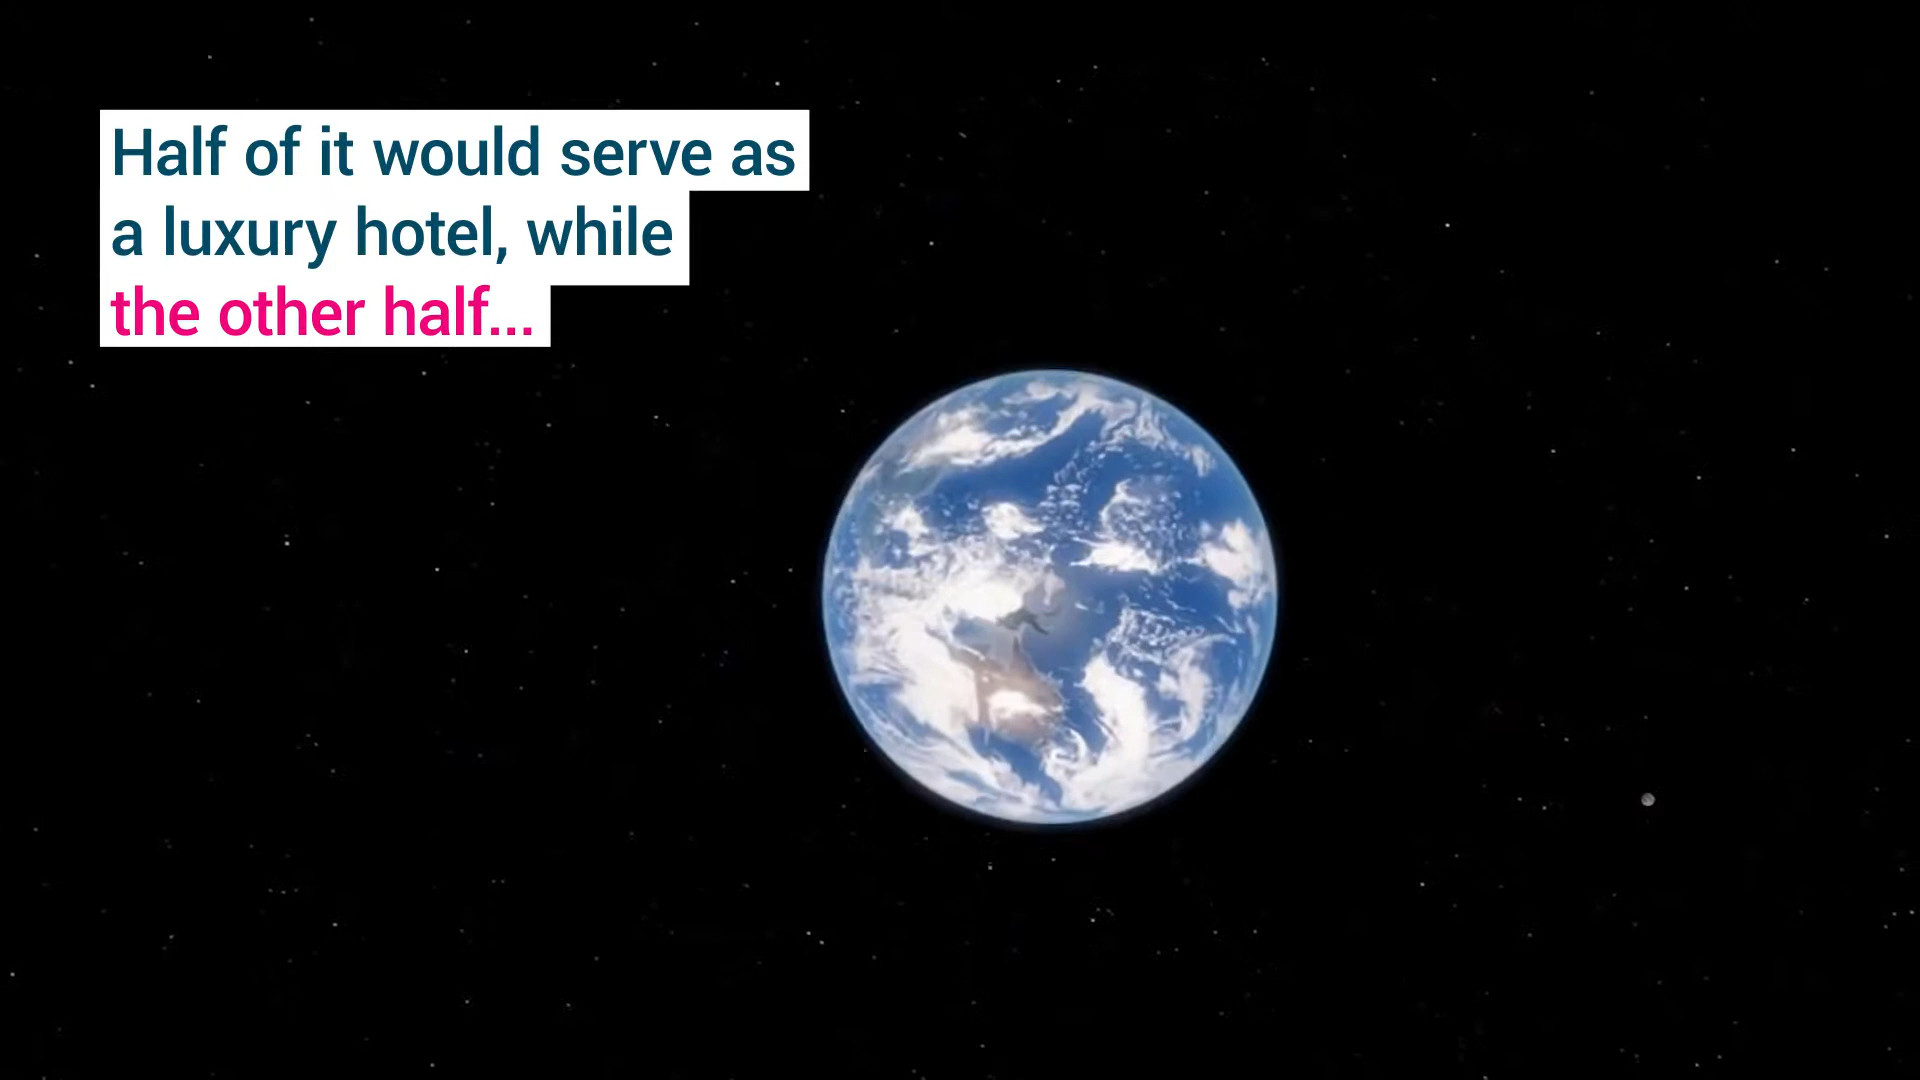 Half of it would serve as
a luxury hotel, while
the other half...